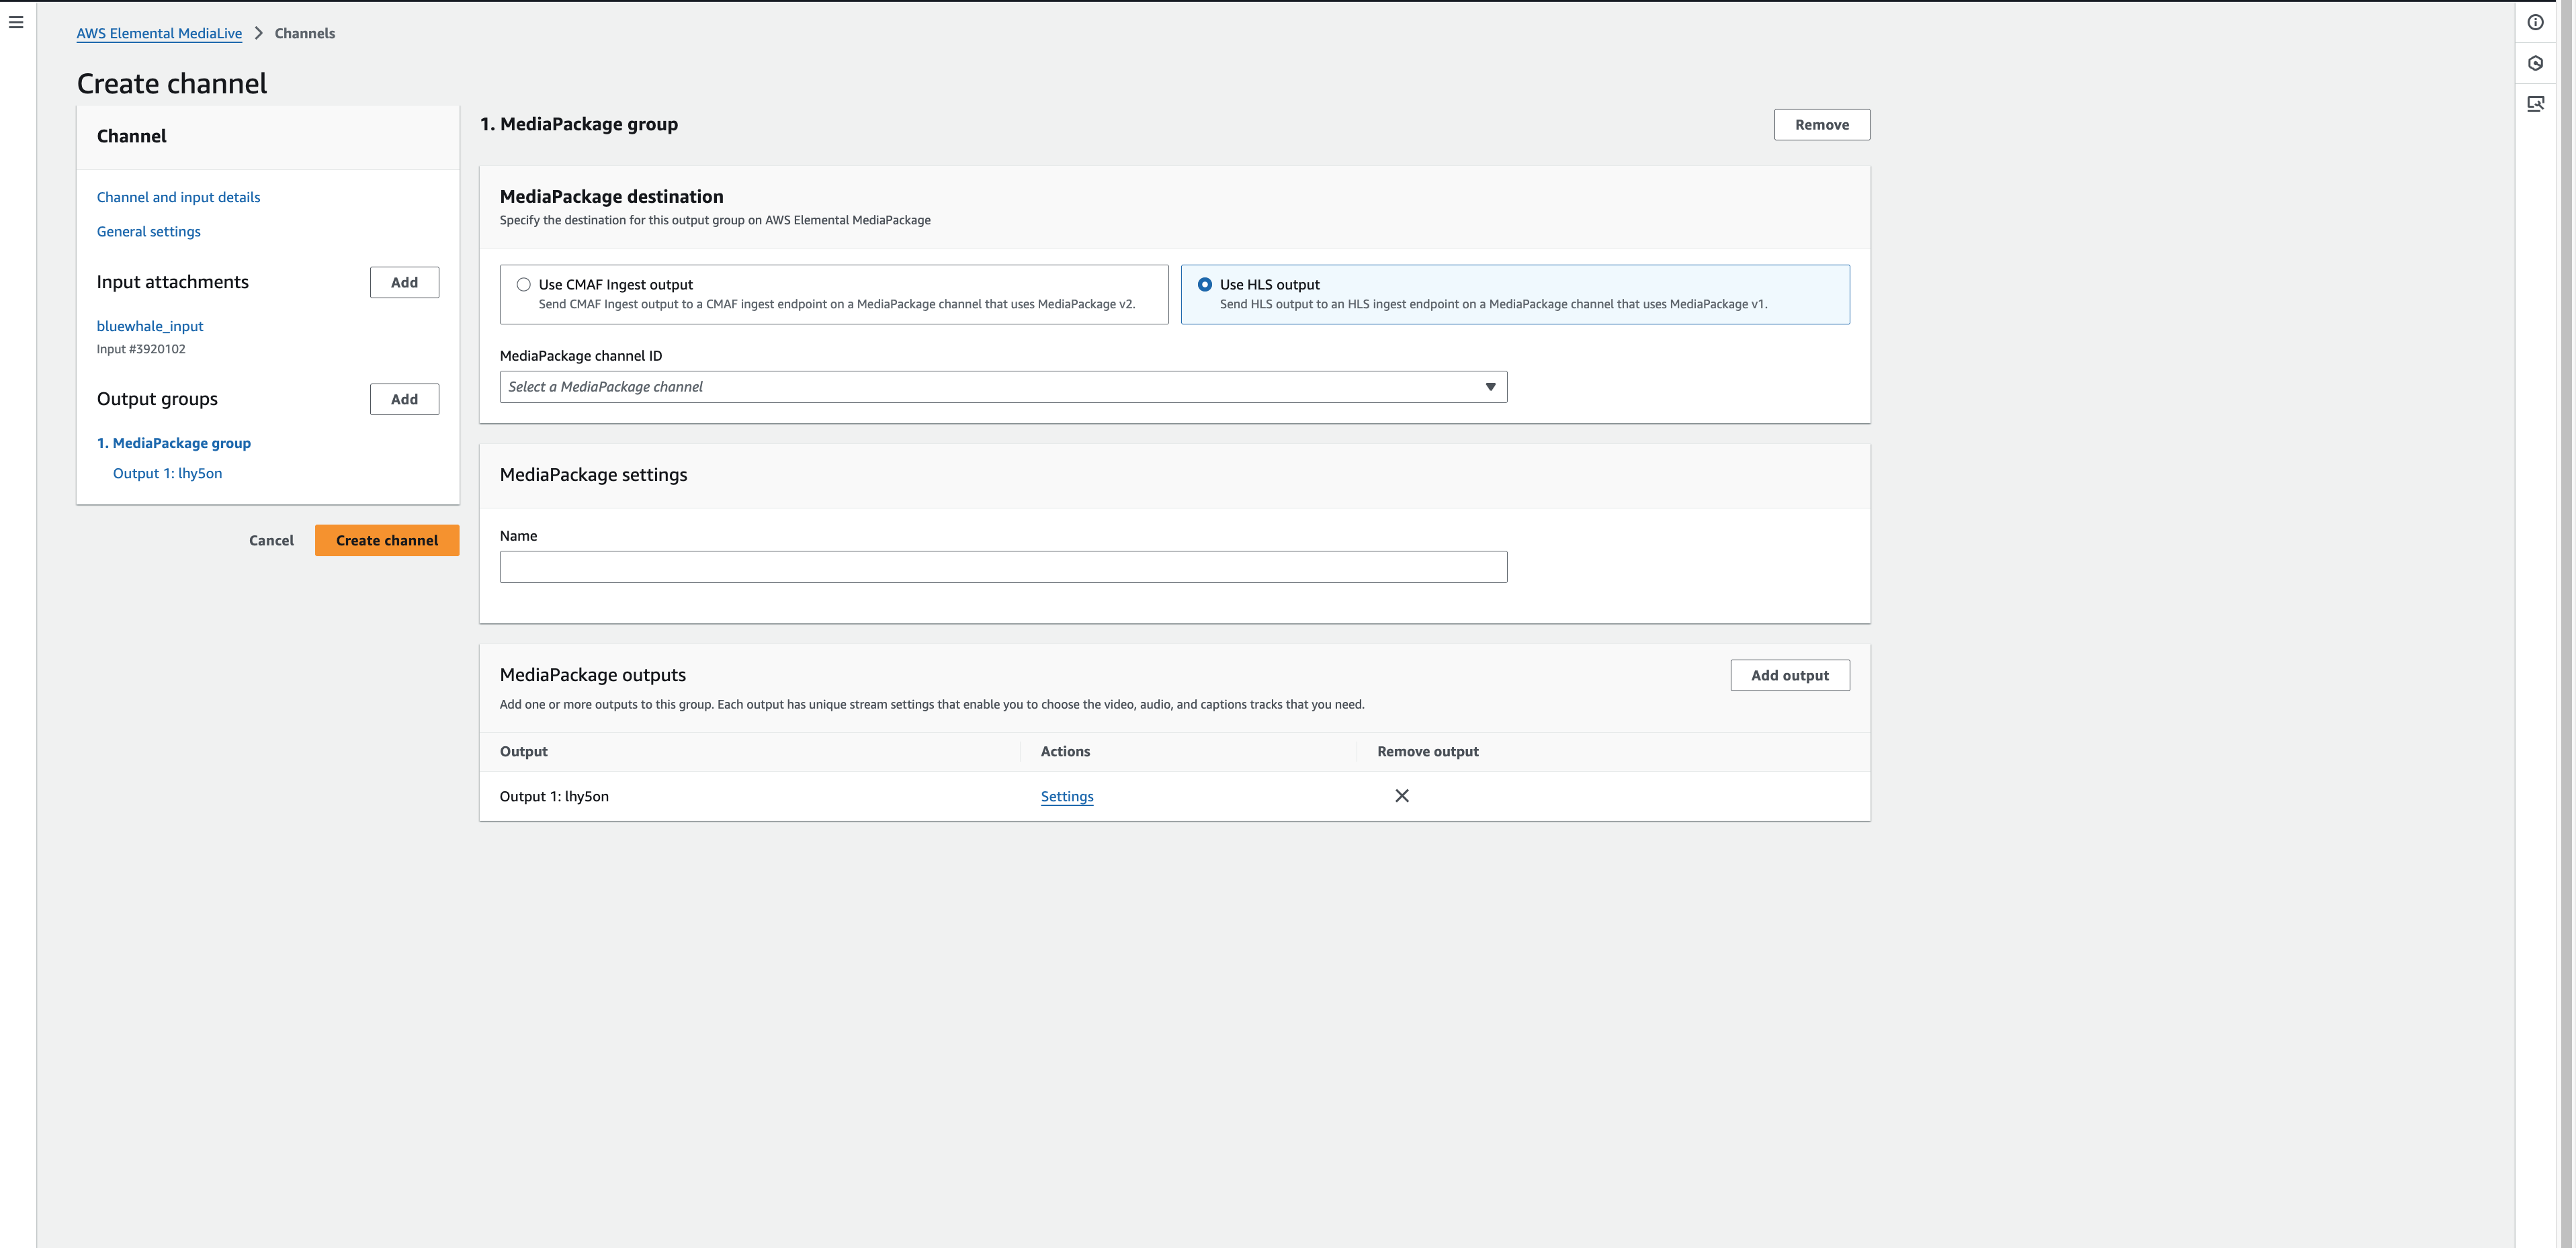 AWS Elemental MediaLive > Channels
Create channel
Channel
Channel and input details
General settings
Input attachments
Add
bluewhale_input
Input #3920102
Output groups
Add
1. MediaPackage group
Output 1: lhy5on
Cancel
Create channel
1. MediaPackage group
Remove
MediaPackage destination
Specify the destination for this output group on AWS Elemental MediaPackage
Use CMAF Ingest output
Send CMAF Ingest output to a CMAF ingest endpoint on a MediaPackage channel that uses MediaPackage v2.
Use HLS output
Send HLS output to an HLS ingest endpoint on a MediaPackage channel that uses MediaPackage v1.
MediaPackage channel ID
Select a MediaPackage channel
MediaPackage settings
Name
MediaPackage outputs
Add output
Add one or more outputs to this group. Each output has unique stream settings that enable you to choose the video, audio, and captions tracks that you need.
Output Actions Remove output
Output 1: lhy5on Settings